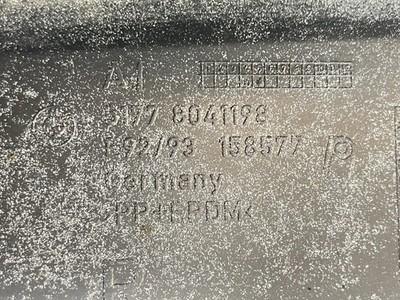 A4
5177 8041198
E92/93 158577
Germany
>PP+EPDM<